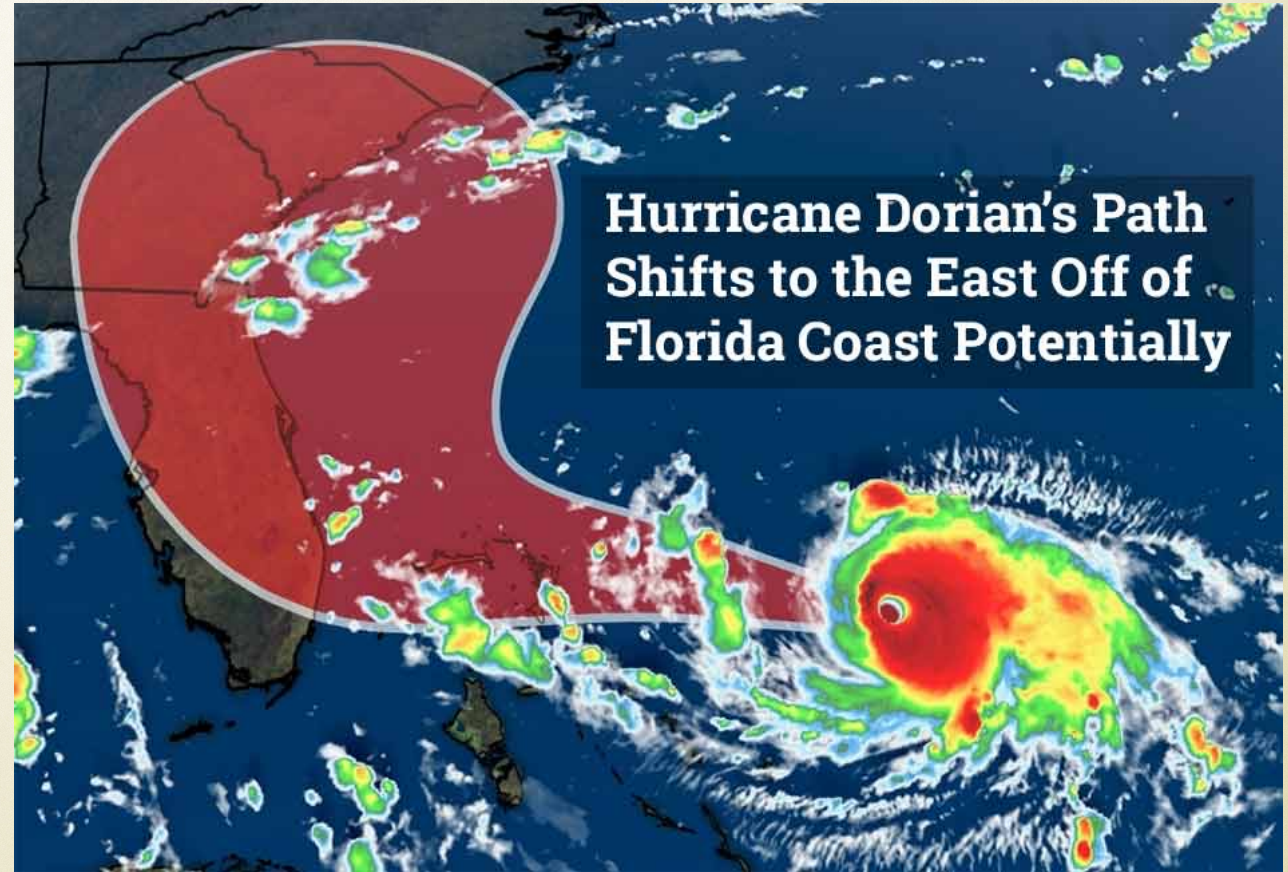 Hurricane Dorian’s Path
Shifts to the East Off of
Florida Coast Potentially